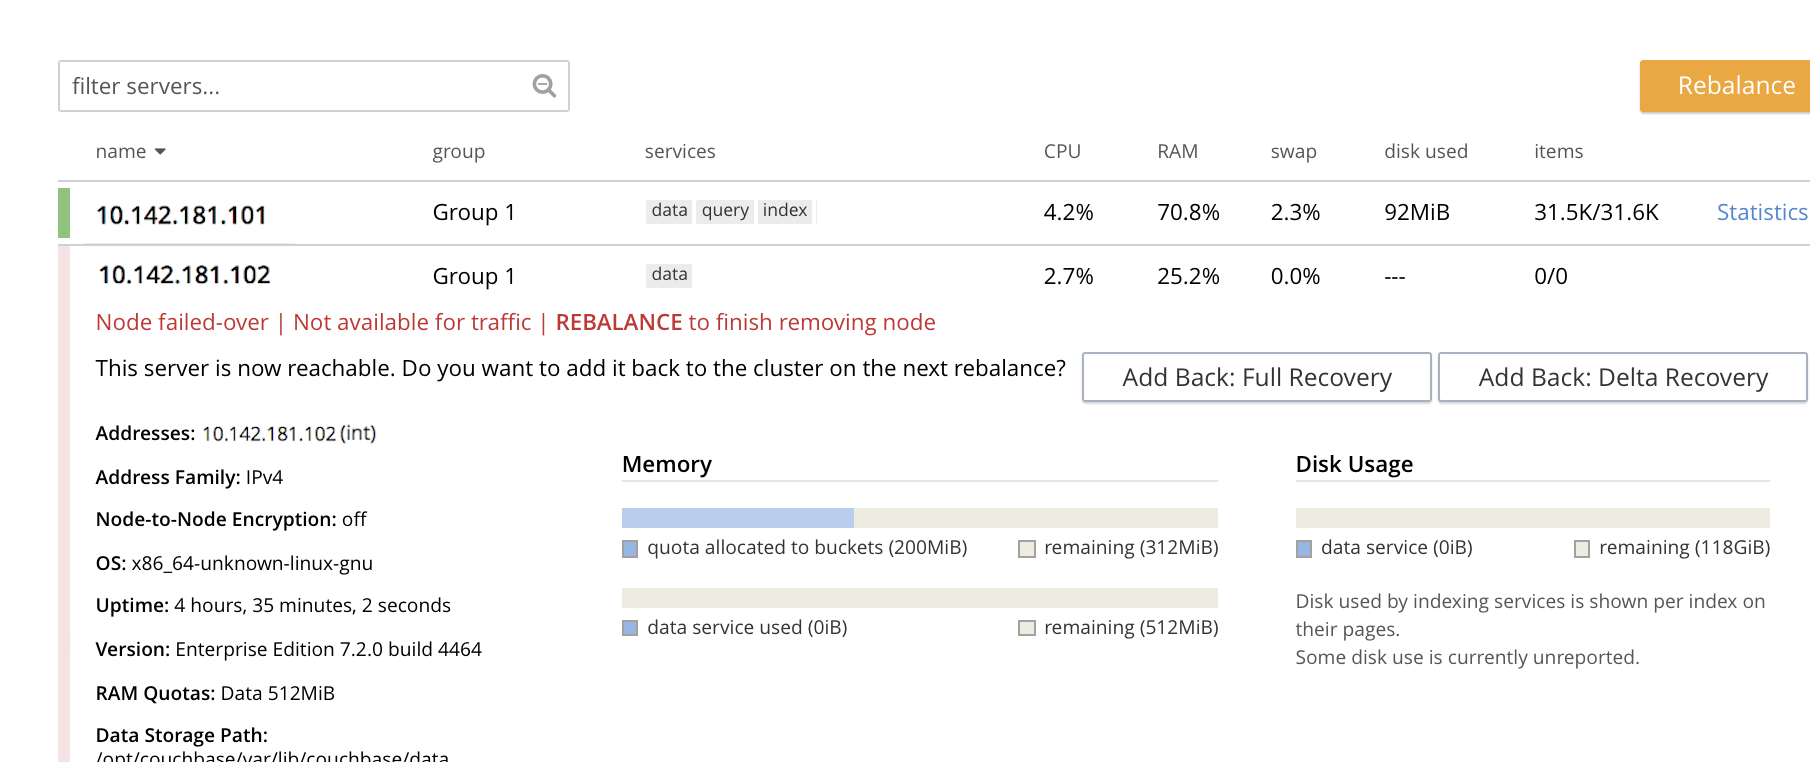 filter servers...
Rebalance
name group services CPU RAM swap disk used items
10.142.181.101 Group 1 data query index 4.2% 70.8% 2.3% 92MiB 31.5K/31.6K Statistics
10.142.181.102 Group 1 data 2.7% 25.2% 0.0% --- 0/0
Node failed-over | Not available for traffic | REBALANCE to finish removing node
This server is now reachable. Do you want to add it back to the cluster on the next rebalance? Add Back: Full Recovery Add Back: Delta Recovery
Addresses: 10.142.181.102 (int)
Address Family: IPv4
Node-to-Node Encryption: off
OS: x86_64-unknown-linux-gnu
Uptime: 4 hours, 35 minutes, 2 seconds
Version: Enterprise Edition 7.2.0 build 4464
RAM Quotas: Data 512MiB
Data Storage Path:
/opt/couchbase/var/lib/couchbase/data
Memory
quota allocated to buckets (200MiB) remaining (312MiB)
data service used (0iB) remaining (512MiB)
Disk Usage
data service (0iB) remaining (118GiB)
Disk used by indexing services is shown per index on
their pages.
Some disk use is currently unreported.